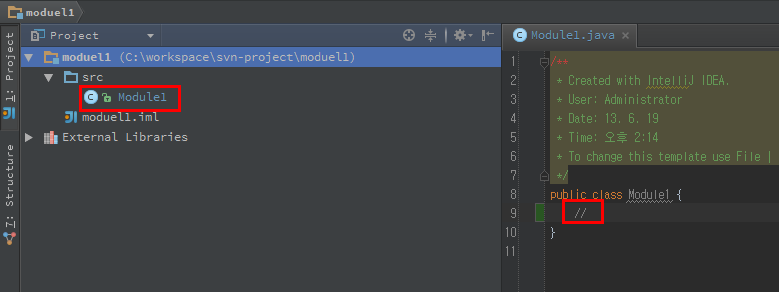 moduel1
1: Project
7: Structure
Project
moduel1 (C:\workspace\svn-project\moduel1)
src
Module1
moduel1.iml
External Libraries
Module1.java
1 /**
2 * Created with IntelliJ IDEA.
3 * User: Administrator
4 * Date: 13. 6. 19
5 * Time: 오후 2:14
6 * To change this template use File |
7 */
8 public class Module1 {
9 //
10 }
11